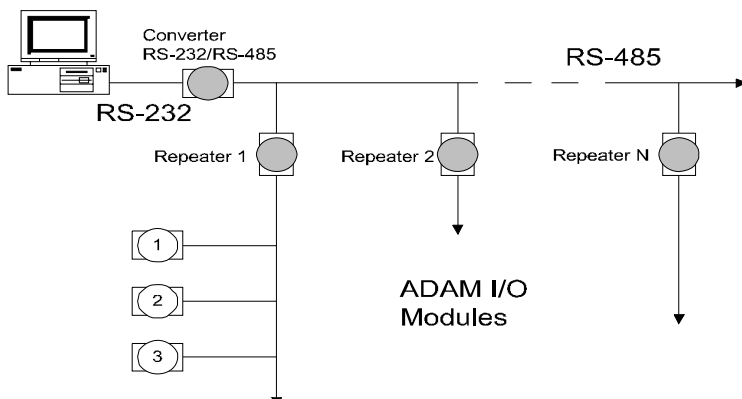 Converter
RS-232/RS-485
RS-485
RS-232
Repeater 1
Repeater 2
Repeater N
1
2
3
ADAM I/O
Modules